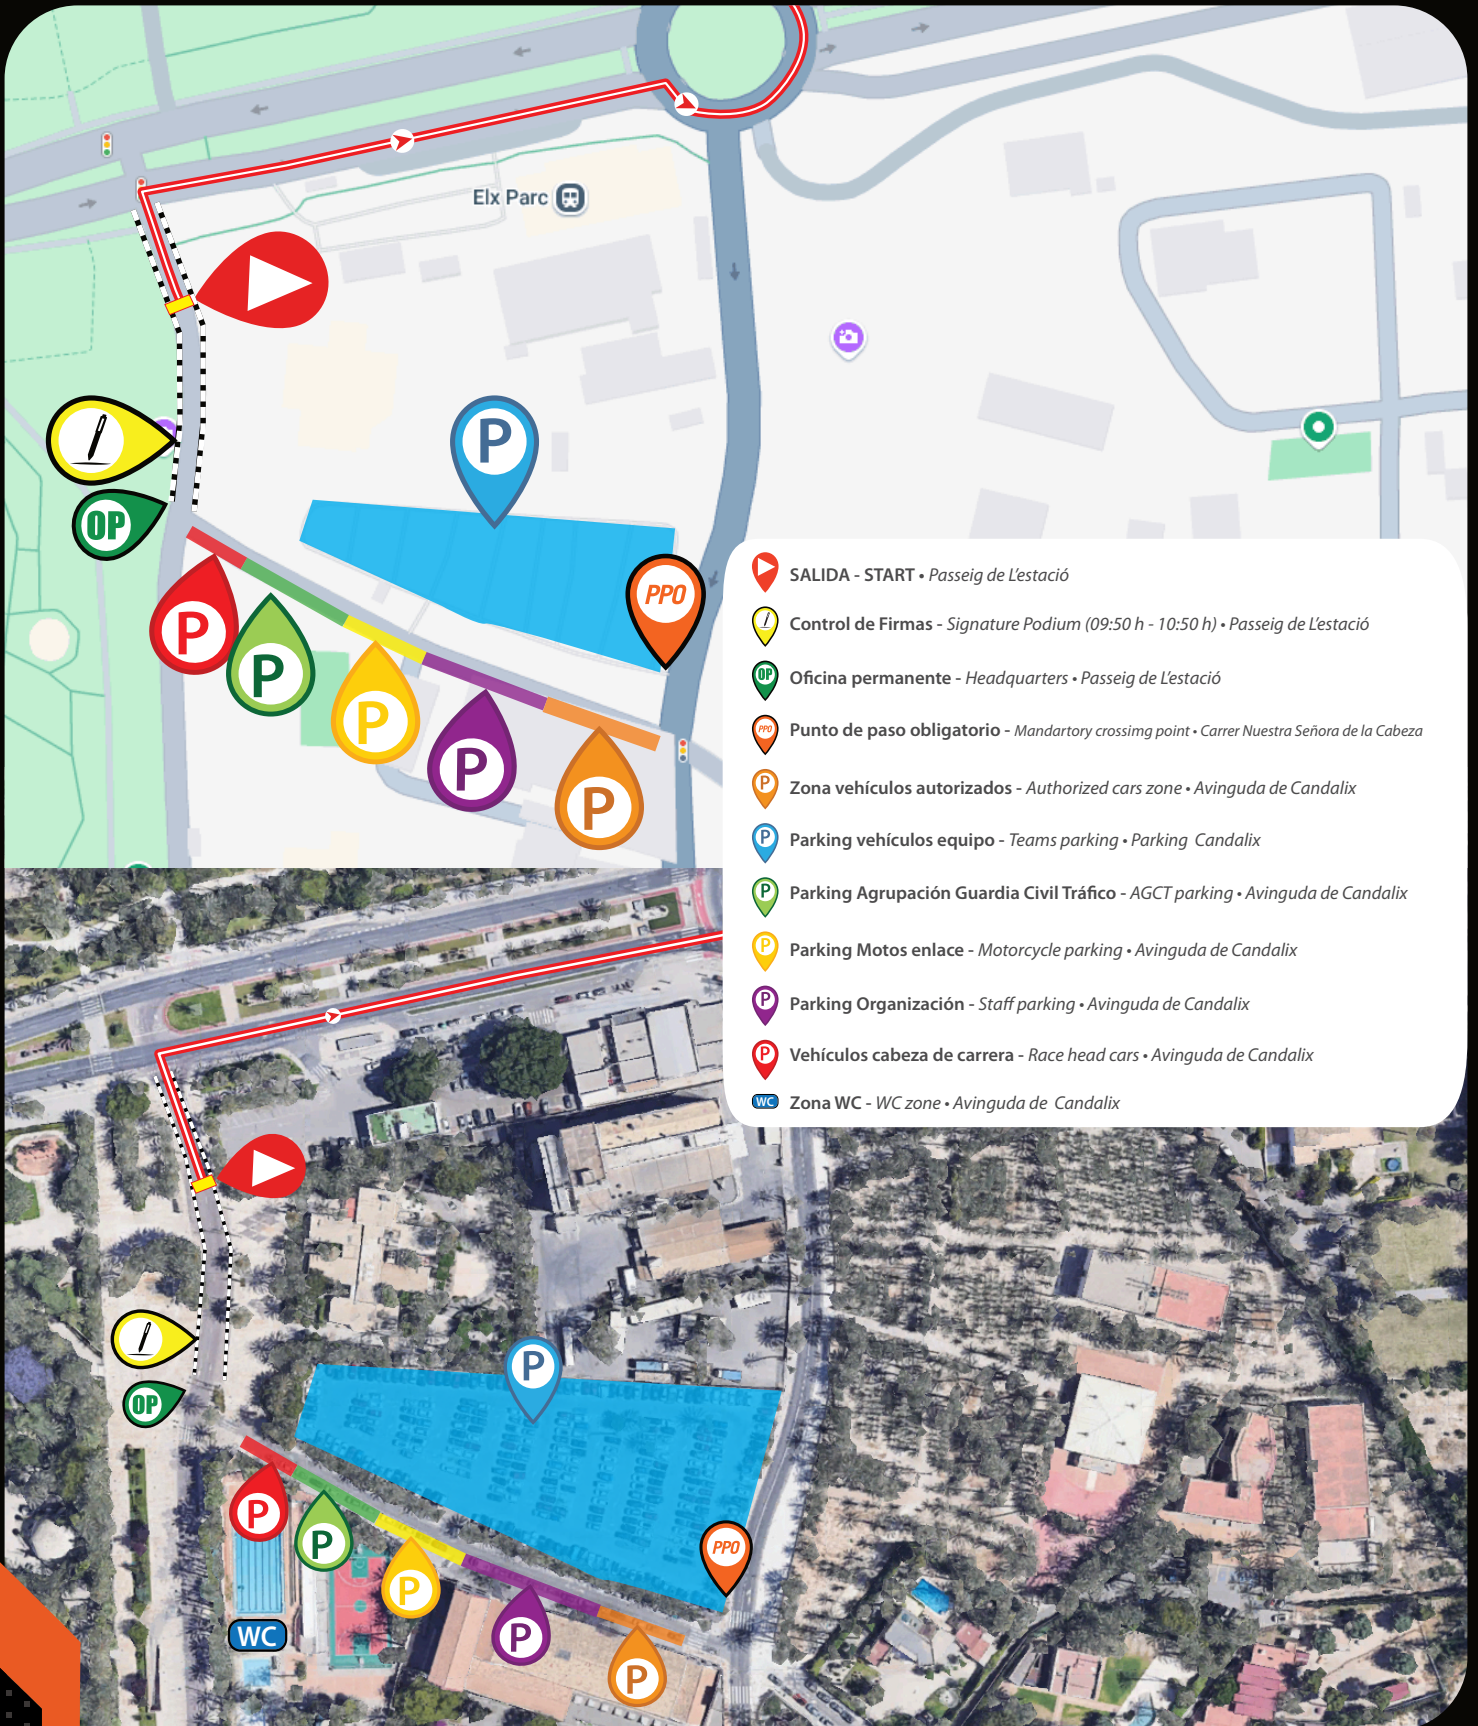 Elx Parc
P
OP
PPO
P
P
P
P
P
SALIDA - START • Passeig de L'estació
Control de Firmas - Signature Podium (09:50 h - 10:50 h) • Passeig de L'estació
OP Oficina permanente - Headquarters • Passeig de L'estació
PPO Punto de paso obligatorio - Mandartory crossimg point • Carrer Nuestra Señora de la Cabeza
P Zona vehículos autorizados - Authorized cars zone • Avinguda de Candalix
P Parking vehículos equipo - Teams parking • Parking Candalix
P Parking Agrupación Guardia Civil Tráfico - AGCT parking • Avinguda de Candalix
P Parking Motos enlace - Motorcycle parking • Avinguda de Candalix
P Parking Organización - Staff parking • Avinguda de Candalix
P Vehículos cabeza de carrera - Race head cars • Avinguda de Candalix
WC Zona WC - WC zone • Avinguda de Candalix
P
OP
P
P
PPO
P
P
WC
P